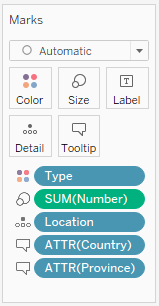 Marks
Automatic
Color Size Label
Detail Tooltip
Type
SUM(Number)
Location
ATTR(Country)
ATTR(Province)